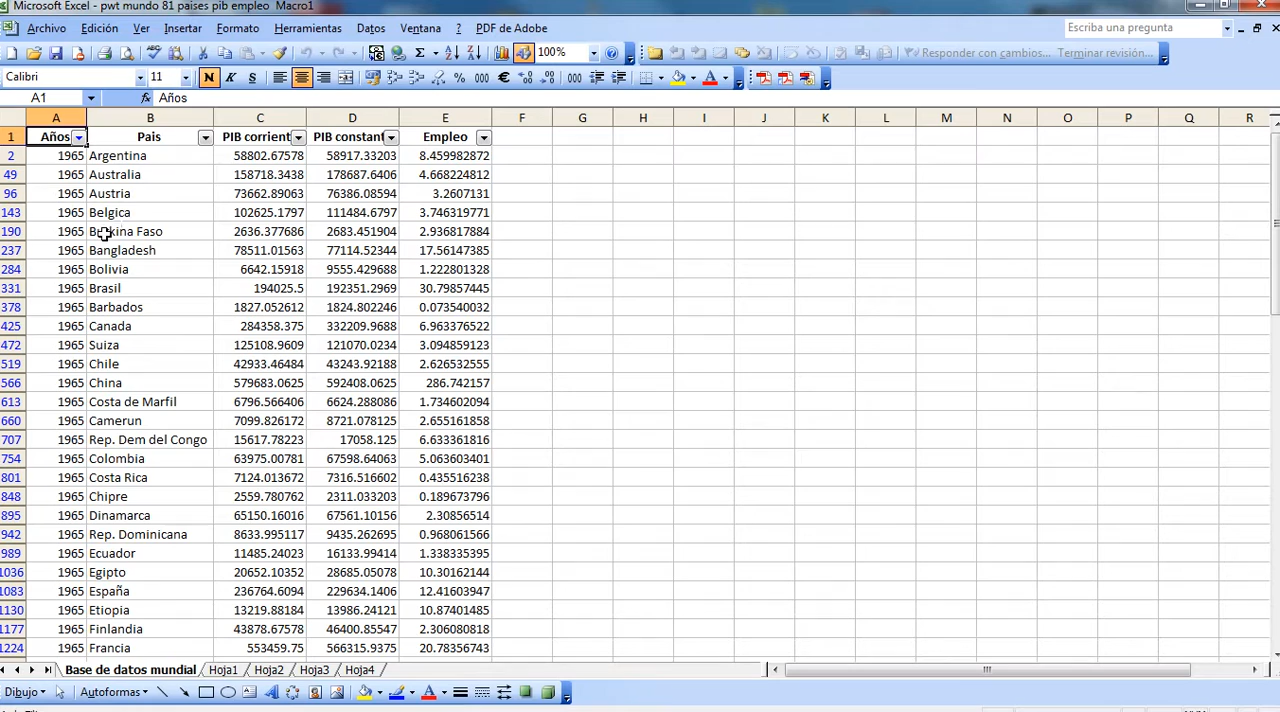 Microsoft Excel - pwt mundo 81 paises pib empleo Macro1
Archivo Edición Ver Insertar Formato Herramientas Datos Ventana ? PDF de Adobe Escriba una pregunta
100% Responder con cambios... Terminar revisión...
Calibri 11 N K S
A1 fx Años
A B C D E F G H I J K L M N O P Q R
1 Años Pais PIB corrient PIB constant Empleo
2 1965 Argentina 58802.67578 58917.33203 8.459982872
49 1965 Australia 158718.3438 178687.6406 4.668224812
96 1965 Austria 73662.89063 76386.08594 3.2607131
143 1965 Belgica 102625.1797 111484.6797 3.746319771
190 1965 Burkina Faso 2636.377686 2683.451904 2.936817884
237 1965 Bangladesh 78511.01563 77114.52344 17.56147385
284 1965 Bolivia 6642.15918 9555.429688 1.222801328
331 1965 Brasil 194025.5 192351.2969 30.79857445
378 1965 Barbados 1827.052612 1824.802246 0.073540032
425 1965 Canada 284358.375 332209.9688 6.963376522
472 1965 Suiza 125108.9609 121070.0234 3.094859123
519 1965 Chile 42933.46484 43243.92188 2.626532555
566 1965 China 579683.0625 592408.0625 286.742157
613 1965 Costa de Marfil 6796.566406 6624.288086 1.734602094
660 1965 Camerun 7099.826172 8721.078125 2.655161858
707 1965 Rep. Dem del Congo 15617.78223 17058.125 6.633361816
754 1965 Colombia 63975.00781 67598.64063 5.063603401
801 1965 Costa Rica 7124.013672 7316.516602 0.435516238
848 1965 Chipre 2559.780762 2311.033203 0.189673796
895 1965 Dinamarca 65150.16016 67561.10156 2.30856514
942 1965 Rep. Dominicana 8633.995117 9435.262695 0.968061566
989 1965 Ecuador 11485.24023 16133.99414 1.338335395
1036 1965 Egipto 20652.10352 28685.05078 10.30162144
1083 1965 España 236764.6094 229634.1406 12.41603947
1130 1965 Etiopia 13219.88184 13986.24121 10.87401485
1177 1965 Finlandia 43878.67578 46400.85547 2.306080818
1224 1965 Francia 553459.75 566315.9375 20.78356743
Base de datos mundial Hoja1 Hoja2 Hoja3 Hoja4
Dibujo Autoformas